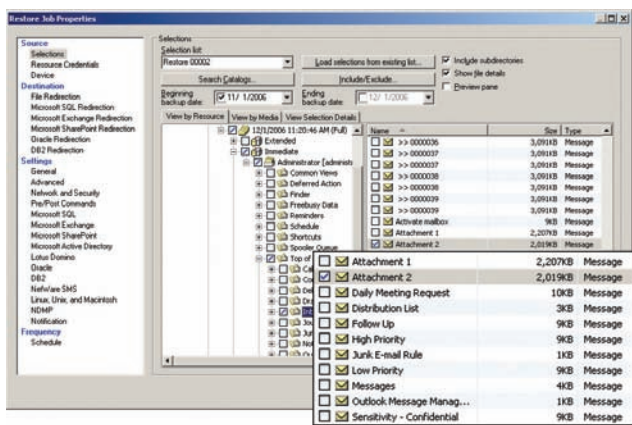 Restore Job Properties
Source
Selections
Resource Credentials
Device
Destination
File Redirection
Microsoft SQL Redirection
Microsoft Exchange Redirection
Microsoft SharePoint Redirection
Oracle Redirection
DB2 Redirection
Settings
General
Advanced
Network and Security
Pre/Post Commands
Microsoft SQL
Microsoft Exchange
Microsoft SharePoint
Microsoft Active Directory
Lotus Domino
Oracle
DB2
NetWare SMS
Linux, Unix, and Macintosh
NDMP
Notification
Frequency
Schedule
Selections
Selection list:
Restore 00002
Load selections from existing list...
Include subdirectories
Search Catalogs...
Include/Exclude...
Show file details
Preview pane
Beginning backup date:
11/ 1/2006
Ending backup date:
12/ 1/2006
View by Resource
View by Media
View Selection Details
12/1/2006 11:20:46 AM (Full)
Extended
Immediate
Administrator [administ
Common Views
Deferred Action
Finder
Freebusy Data
Reminders
Schedule
Shortcuts
Spooler Queue
Top of
Name Size Type
>> 0000036 3,091KB Message
>> 0000037 3,091KB Message
>> 0000037 3,091KB Message
>> 0000038 3,091KB Message
>> 0000038 3,091KB Message
>> 0000039 3,091KB Message
>> 0000039 3,091KB Message
Activate mailbox 9KB Message
Attachment 1 2,207KB Message
Attachment 2 2,019KB Message
Attachment 1 2,207KB Message
Attachment 2 2,019KB Message
Daily Meeting Request 10KB Message
Distribution List 3KB Message
Follow Up 9KB Message
High Priority 9KB Message
Junk E-mail Rule 1KB Message
Low Priority 9KB Message
Messages 4KB Message
Outlook Message Manag... 1KB Message
Sensitivity - Confidential 9KB Message